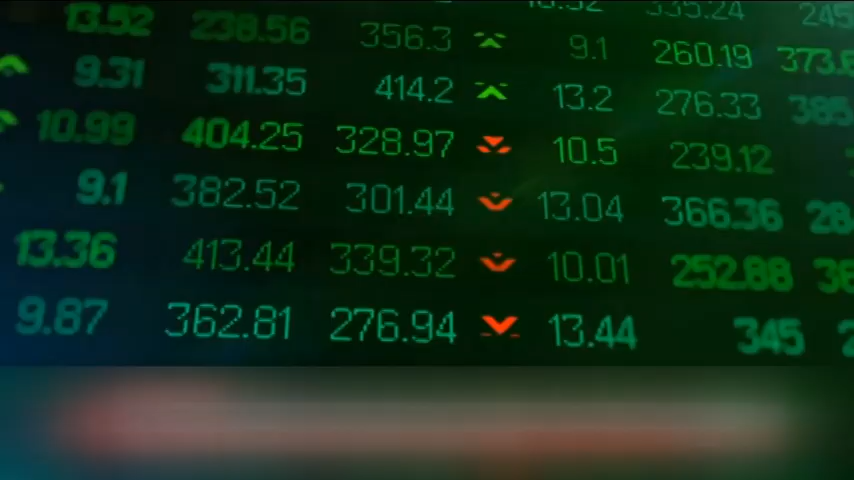 13.52 238.56 356.3 9.1 260.19 373.
9.31 311.35 414.2 13.2 276.33 385
10.99 404.25 328.97 10.5 239.12
9.1 382.52 301.44 13.04 366.36 28
13.36 413.44 339.32 10.01 252.88
9.87 362.81 276.94 13.44 345